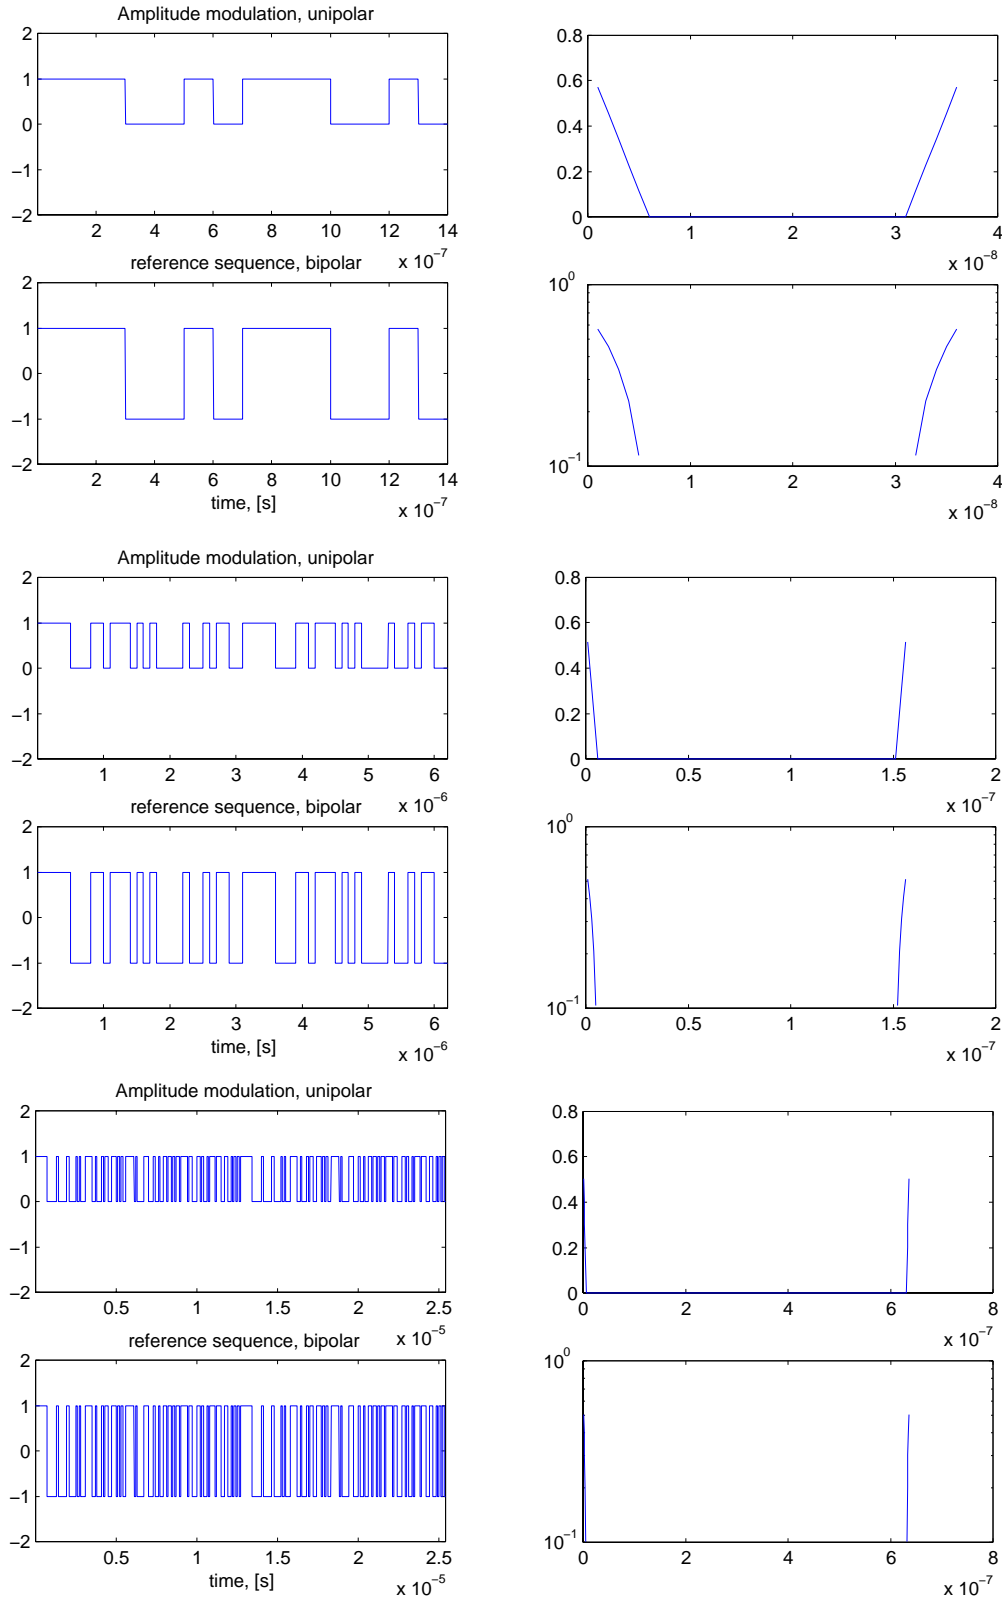 Amplitude modulation, unipolar
2
1
0
−1
−2
2 4 6 8 10 12 14
x 10⁻⁷
0.8
0.6
0.4
0.2
0
0 1 2 3 4
x 10⁻⁸
reference sequence, bipolar
2
1
0
−1
−2
2 4 6 8 10 12 14
time, [s]
x 10⁻⁷
10⁰
10⁻¹
0 1 2 3 4
x 10⁻⁸
Amplitude modulation, unipolar
2
1
0
−1
−2
1 2 3 4 5 6
x 10⁻⁶
0.8
0.6
0.4
0.2
0
0 0.5 1 1.5 2
x 10⁻⁷
reference sequence, bipolar
2
1
0
−1
−2
1 2 3 4 5 6
time, [s]
x 10⁻⁶
10⁰
10⁻¹
0 0.5 1 1.5 2
x 10⁻⁷
Amplitude modulation, unipolar
2
1
0
−1
−2
0.5 1 1.5 2 2.5
x 10⁻⁵
0.8
0.6
0.4
0.2
0
0 2 4 6 8
x 10⁻⁷
reference sequence, bipolar
2
1
0
−1
−2
0.5 1 1.5 2 2.5
time, [s]
x 10⁻⁵
10⁰
10⁻¹
0 2 4 6 8
x 10⁻⁷